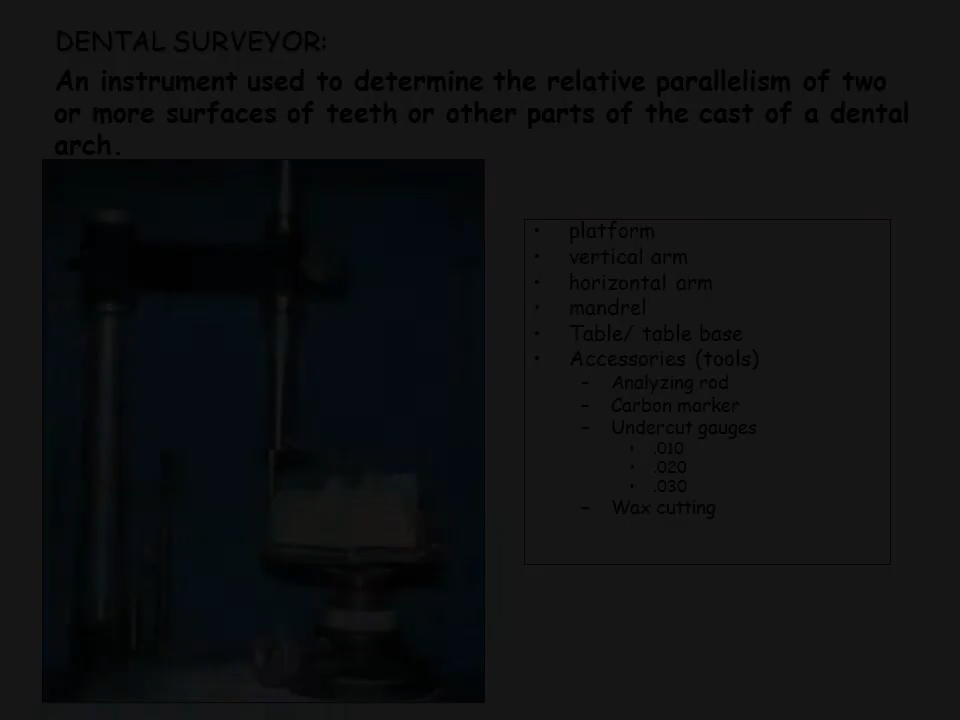 DENTAL SURVEYOR:
An instrument used to determine the relative parallelism of two
or more surfaces of teeth or other parts of the cast of a dental
arch.
• platform
• vertical arm
• horizontal arm
• mandrel
• Table/ table base
• Accessories (tools)
– Analyzing rod
– Carbon marker
– Undercut gauges
• .010
• .020
• .030
– Wax cutting